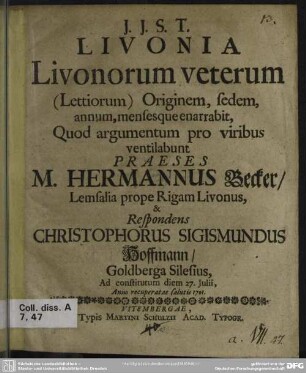 13.
J. J. S. T.
LIVONIA
Livonorum veterum
(Lettiorum) Originem, sedem,
annum, mensesque enarrabit,
Quod argumentum pro viribus
ventilabunt
PRAESES
M. HERMANNUS Becker/
Lemsalia prope Rigam Livonus,
&
Respondens
CHRISTOPHORUS SIGISMUNDUS
Hoffmann/
Goldberga Silesius,
Ad constitutum diem 27. Julii,
Anno recuperatae salutis
VITEMBERGAE,
Typis MARTINI SCHULZII ACAD. TYPOGR.
Coll. diss. A
7, 47